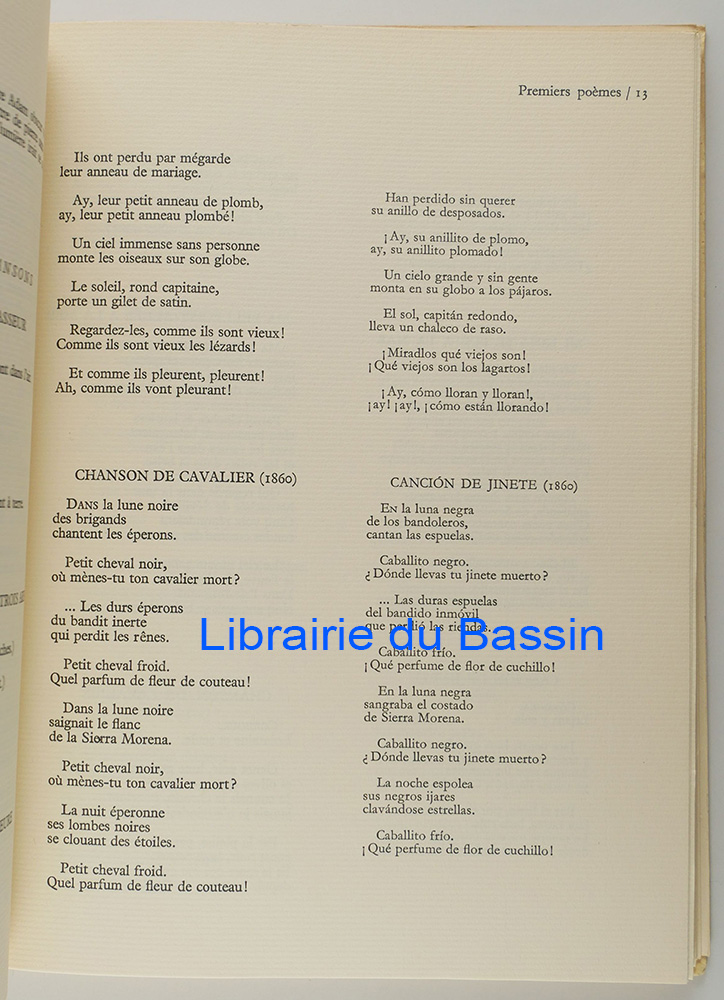 Premiers poèmes / 13
Ils ont perdu par mégarde
leur anneau de mariage.
Ay, leur petit anneau de plomb,
ay, leur petit anneau plombé !
Un ciel immense sans personne
monte les oiseaux sur son globe.
Le soleil, rond capitaine,
porte un gilet de satin.
Regardez-les, comme ils sont vieux !
Comme ils sont vieux les lézards !
Et comme ils pleurent, pleurent !
Ah, comme ils vont pleurant !
CHANSON DE CAVALIER (1860)
DANS la lune noire
des brigands
chantent les éperons.
Petit cheval noir,
où mènes-tu ton cavalier mort ?
... Les durs éperons
du bandit inerte
qui perdit les rênes.
Petit cheval froid.
Quel parfum de fleur de couteau !
Dans la lune noire
saignait le flanc
de la Sierra Morena.
Petit cheval noir,
où mènes-tu ton cavalier mort ?
La nuit éperonne
ses lombes noires
se clouant des étoiles.
Petit cheval froid.
Quel parfum de fleur de couteau !
Han perdido sin querer
su anillo de desposados.
¡Ay, su anillito de plomo,
ay, su anillito plomado !
Un cielo grande y sin gente
monta en su globo a los pájaros.
El sol, capitán redondo,
lleva un chaleco de raso.
¡Miradlos qué viejos son !
¡Qué viejos son los lagartos !
¡Ay, cómo lloran y lloran!,
¡ay! ¡ay!, ¡cómo están llorando !
CANCIÓN DE JINETE (1860)
EN la luna negra
de los bandoleros,
cantan las espuelas.
Caballito negro.
¿Dónde llevas tu jinete muerto ?
... Las duras espuelas
del bandido inmóvil
que perdió las riendas.
Caballito frío.
¡Qué perfume de flor de cuchillo !
En la luna negra
sangraba el costado
de Sierra Morena.
Caballito negro.
¿Dónde llevas tu jinete muerto ?
La noche espolea
sus negros ijares
clavándose estrellas.
Caballito frío.
¡Qué perfume de flor de cuchillo !
Librairie du Bassin